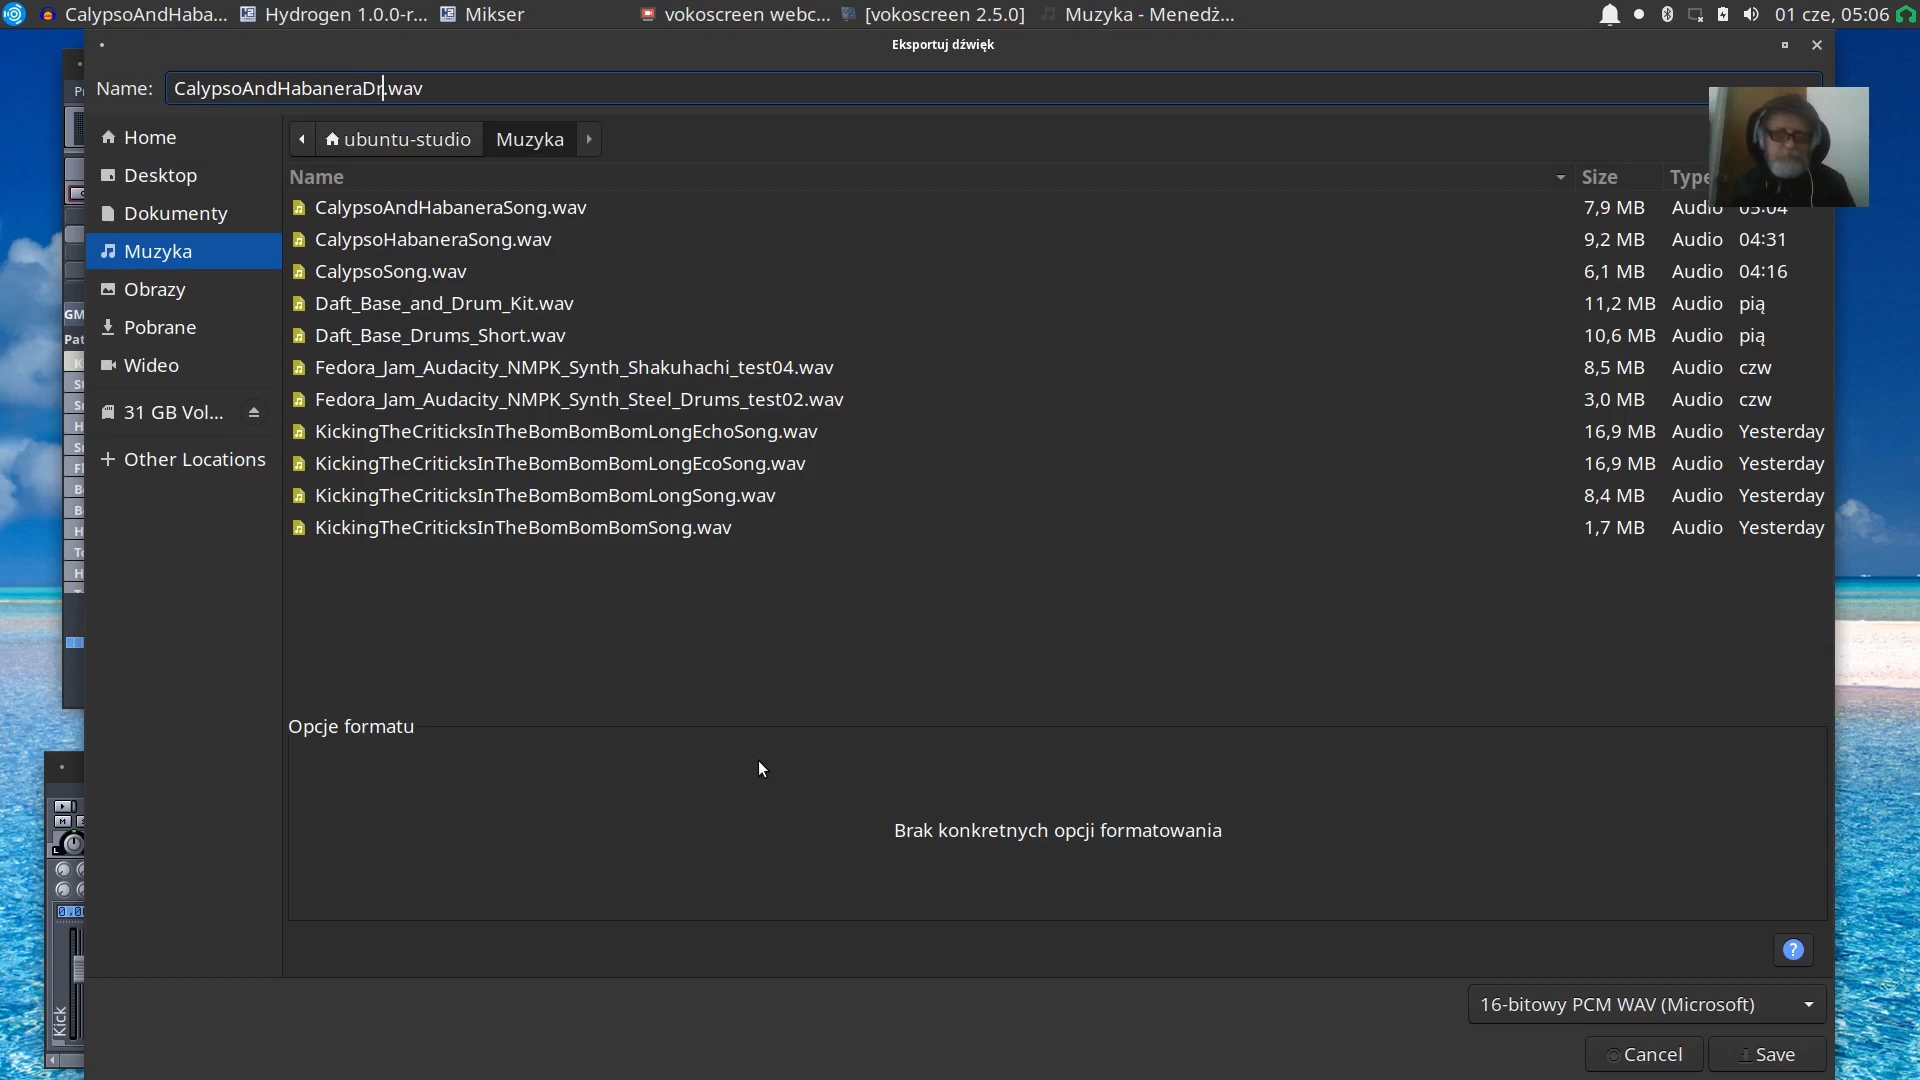 CalypsoAndHaba... Hydrogen 1.0.0-r... Mikser vokoscreen webc... [vokoscreen 2.5.0] Muzyka - Menedż... 01 cze, 05:06
Eksportuj dźwięk
Name: CalypsoAndHabaneraDr.wav
Home
Desktop
Dokumenty
Muzyka
Obrazy
Pobrane
Wideo
31 GB Vol...
Other Locations
ubuntu-studio Muzyka
Name Size Type
CalypsoAndHabaneraSong.wav 7,9 MB Audio 05:04
CalypsoHabaneraSong.wav 9,2 MB Audio 04:31
CalypsoSong.wav 6,1 MB Audio 04:16
Daft_Base_and_Drum_Kit.wav 11,2 MB Audio pią
Daft_Base_Drums_Short.wav 10,6 MB Audio pią
Fedora_Jam_Audacity_NMPK_Synth_Shakuhachi_test04.wav 8,5 MB Audio czw
Fedora_Jam_Audacity_NMPK_Synth_Steel_Drums_test02.wav 3,0 MB Audio czw
KickingTheCriticksInTheBomBomBomLongEchoSong.wav 16,9 MB Audio Yesterday
KickingTheCriticksInTheBomBomBomLongEcoSong.wav 16,9 MB Audio Yesterday
KickingTheCriticksInTheBomBomBomLongSong.wav 8,4 MB Audio Yesterday
KickingTheCriticksInTheBomBomBomSong.wav 1,7 MB Audio Yesterday
Opcje formatu
Brak konkretnych opcji formatowania
?
16-bitowy PCM WAV (Microsoft)
Cancel Save
GM
Pat
M
L
Kick